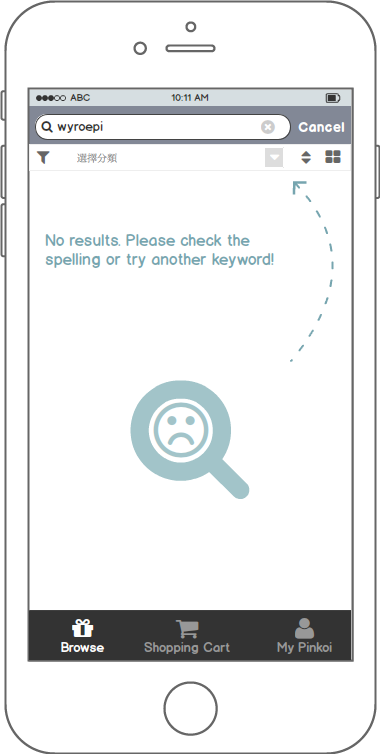 ABC 10:11 AM
wyroepi Cancel
選擇分類
No results. Please check the
spelling or try another keyword!
Browse Shopping Cart My Pinkoi